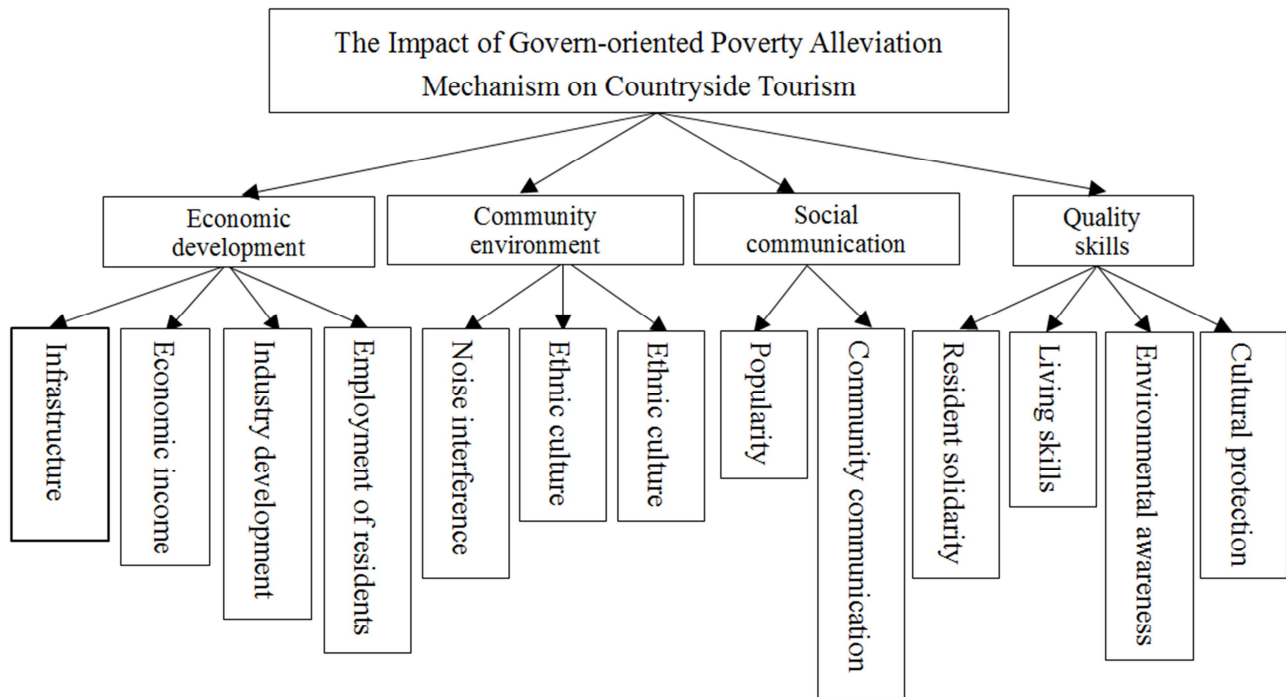 The Impact of Govern-oriented Poverty Alleviation
Mechanism on Countryside Tourism
Economic
development
Community
environment
Social
communication
Quality
skills
Infrastructure
Economic income
Industry development
Employment of residents
Noise interference
Ethnic culture
Ethnic culture
Popularity
Community communication
Resident solidarity
Living skills
Environmental awareness
Cultural protection